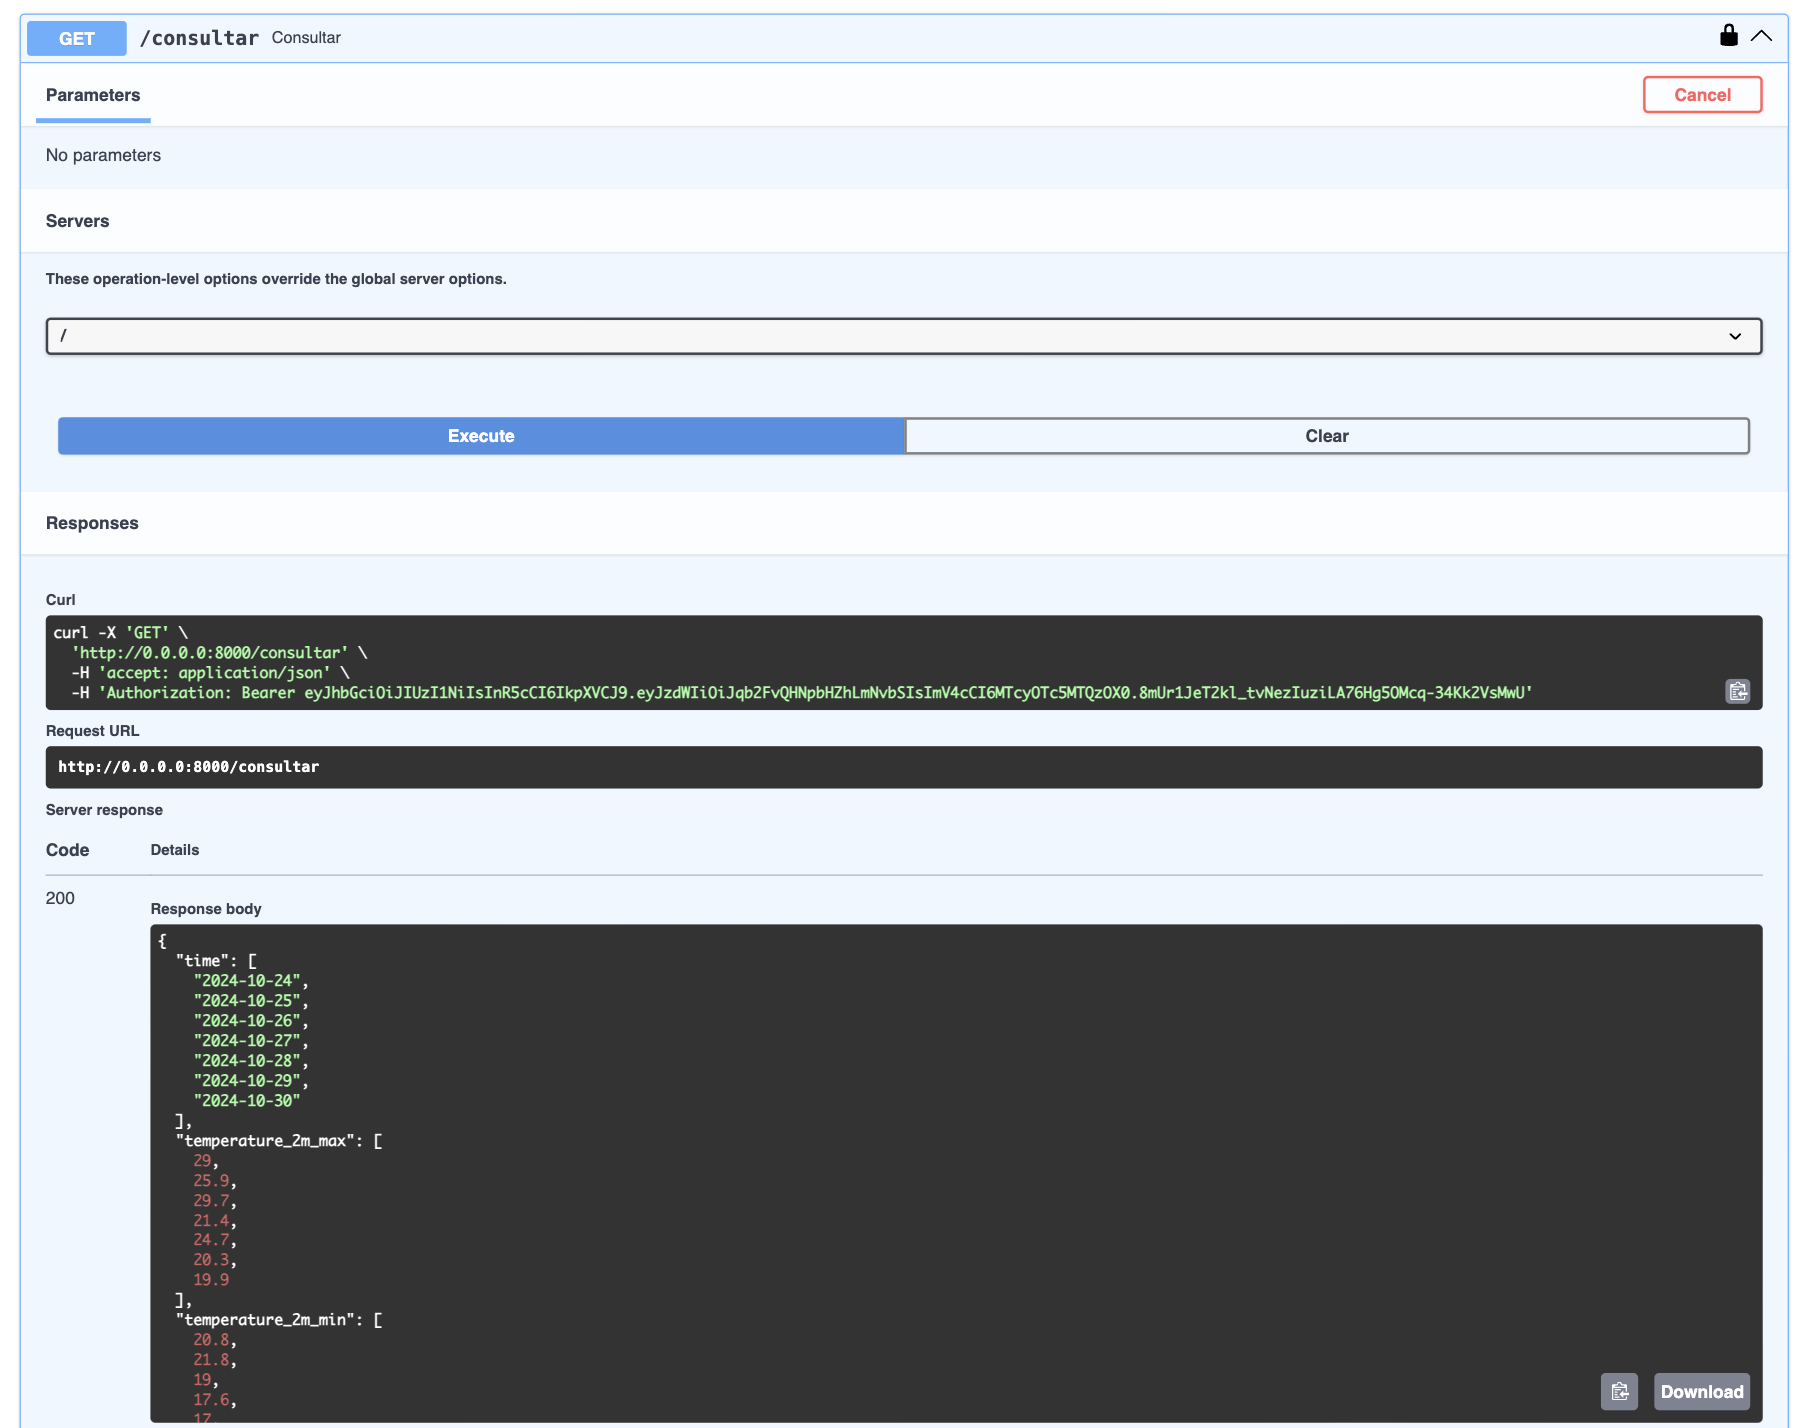 GET /consultar Consultar
Parameters
Cancel
No parameters
Servers
These operation-level options override the global server options.
/
Execute
Clear
Responses
Curl
curl -X 'GET' \
'http://0.0.0.0:8000/consultar' \
-H 'accept: application/json' \
-H 'Authorization: Bearer eyJhbGciOiJIUzI1NiIsInR5cCI6IkpXVCJ9.eyJzdWIiOiJqb2FvQHNpbHZhLmNvbSIsImV4cCI6MTcyOTc5MTQzOX0.8mUr1JeT2kl_tvNezIuziLA76Hg5OMcq-34Kk2VsMwU'
Request URL
http://0.0.0.0:8000/consultar
Server response
Code Details
200
Response body
{
"time": [
"2024-10-24",
"2024-10-25",
"2024-10-26",
"2024-10-27",
"2024-10-28",
"2024-10-29",
"2024-10-30"
],
"temperature_2m_max": [
29,
25.9,
29.7,
21.4,
24.7,
20.3,
19.9
],
"temperature_2m_min": [
20.8,
21.8,
19,
17.6,
17,
Download